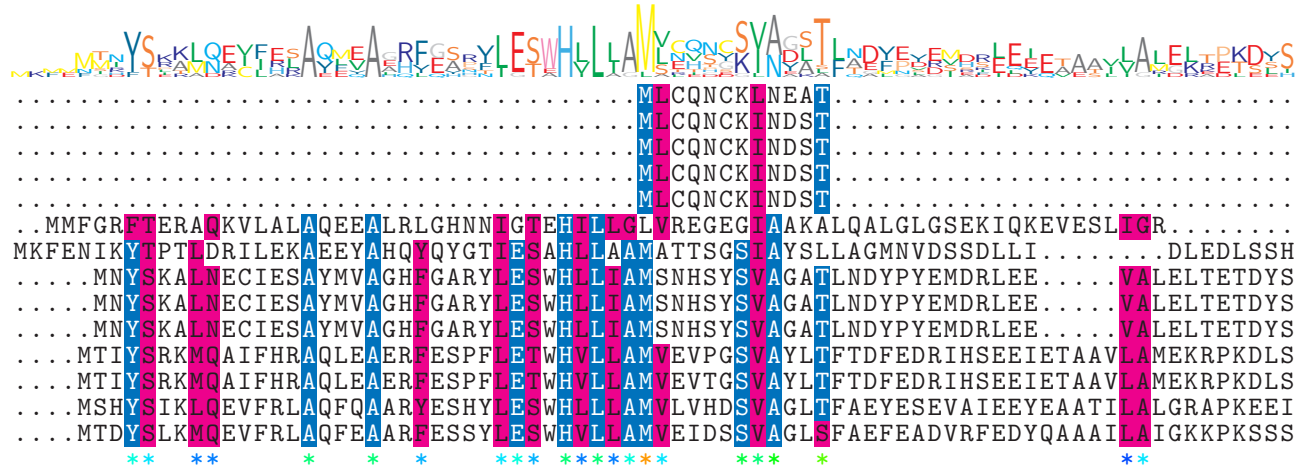 .......................................MLCQNCKLNEAT.............................
.......................................MLCQNCKINDST.............................
.......................................MLCQNCKINDST.............................
.......................................MLCQNCKINDST.............................
.......................................MLCQNCKINDST.............................
..MMFGRFTERAQKVLALAQEEALRLGHNNIGTEHILLGLVREGEGIAAKALQALGLGSEKIQKEVESLIGR........
MKFENIKYTPTLDRILEKAEEYAHQYQYGTIESAHLLAAMATTSGSIAYSLLAGMNVDSSDLLI........DLEDLSSH
.....MNYSKALNECIESAYMVAGHFGARYLESWHLLIAMSNHSYSVAGATLNDYPYEMDRLEE.....VALELTETDYS
.....MNYSKALNECIESAYMVAGHFGARYLESWHLLIAMSNHSYSVAGATLNDYPYEMDRLEE.....VALELTETDYS
.....MNYSKALNECIESAYMVAGHFGARYLESWHLLIAMSNHSYSVAGATLNDYPYEMDRLEE.....VALELTETDYS
....MTIYSRKMQAIFHRAQLEAERFESPFLETWHVLLAMVEVPGSVAYLTFTDFEDRIHSEEIETAAVLAMEKRPKDLS
....MTIYSRKMQAIFHRAQLEAERFESPFLETWHVLLAMVEVTGSVAYLTFTDFEDRIHSEEIETAAVLAMEKRPKDLS
....MSHYSIKLQEVFRLAQFQAARYESHYLESWHLLLAMVLVHDSVAGLTFAEYESEVAIEEYEAATILALGRAPKEEI
....MTDYSLKMQEVFRLAQFEAARFESSYLESWHVLLAMVEIDSSVAGLSFAEFEADVRFEDYQAAAILAIGKKPKSSS
** ** * * * *** ***** ** *** * **